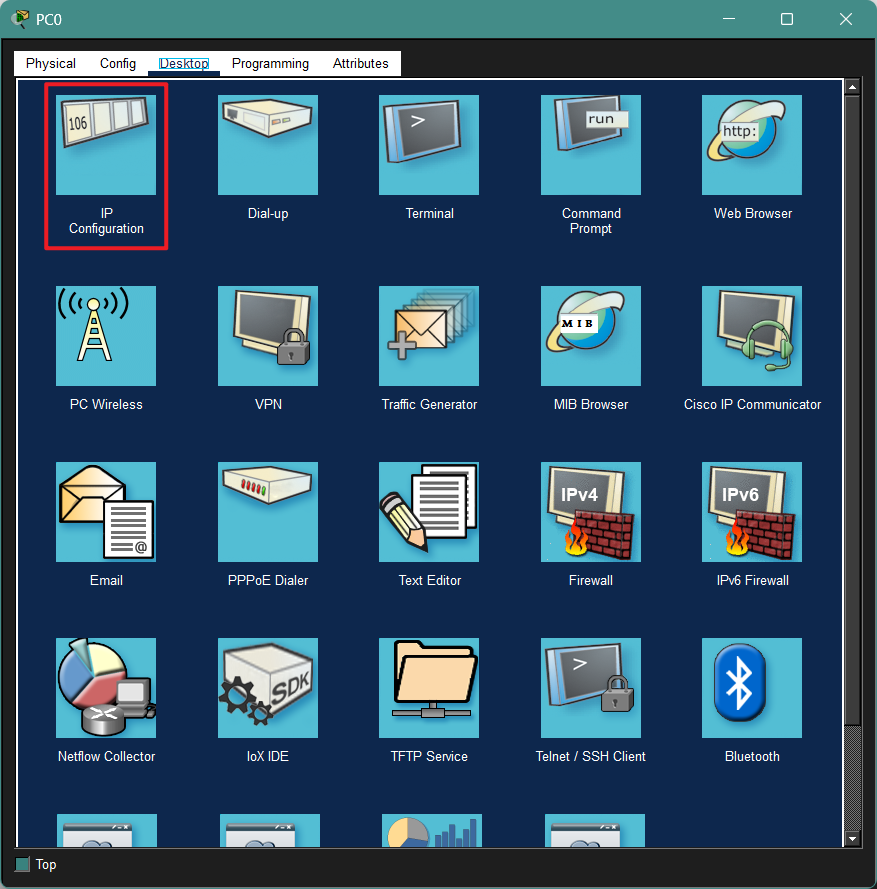 PC0
Physical Config Desktop Programming Attributes
106
>
run
http:
IP
Configuration
Dial-up
Terminal
Command
Prompt
Web Browser
MIB
PC Wireless
VPN
Traffic Generator
MIB Browser
Cisco IP Communicator
@
IPv4
IPv6
Email
PPPoE Dialer
Text Editor
Firewall
IPv6 Firewall
SDK
>
Netflow Collector
IoX IDE
TFTP Service
Telnet / SSH Client
Bluetooth
Top